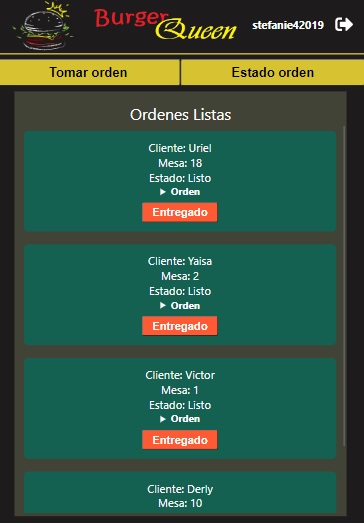 Burger Queen
stefanie42019
Tomar orden
Estado orden
Ordenes Listas
Cliente: Uriel
Mesa: 18
Estado: Listo
▶ Orden
Entregado
Cliente: Yaisa
Mesa: 2
Estado: Listo
▶ Orden
Entregado
Cliente: Victor
Mesa: 1
Estado: Listo
▶ Orden
Entregado
Cliente: Derly
Mesa: 10